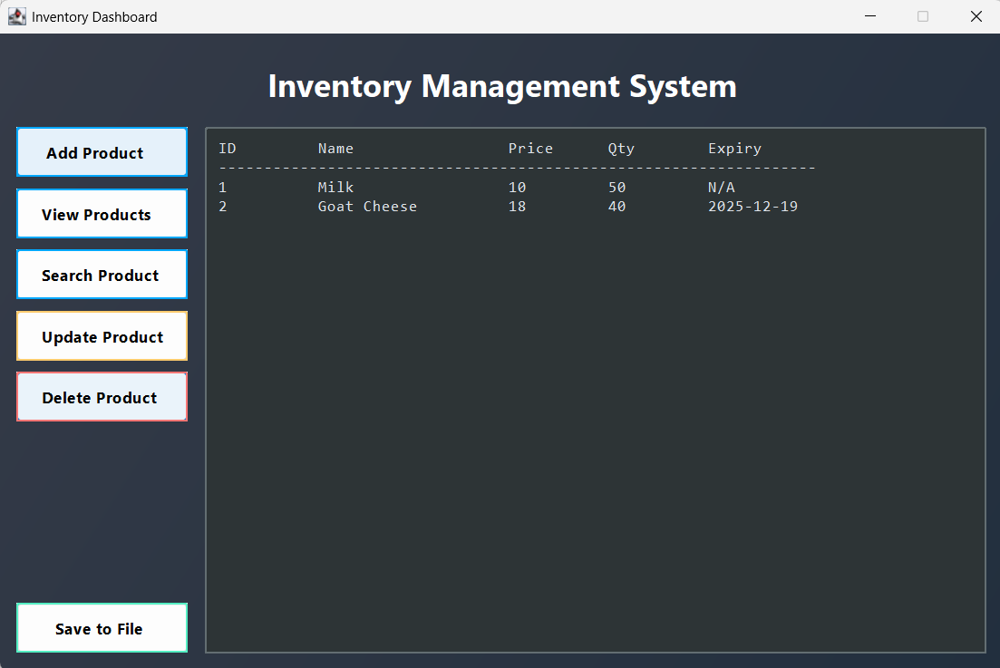 Inventory Dashboard
Inventory Management System
Add Product
View Products
Search Product
Update Product
Delete Product
Save to File
ID Name Price Qty Expiry
------------------------------------------------------------------
1 Milk 10 50 N/A
2 Goat Cheese 18 40 2025-12-19